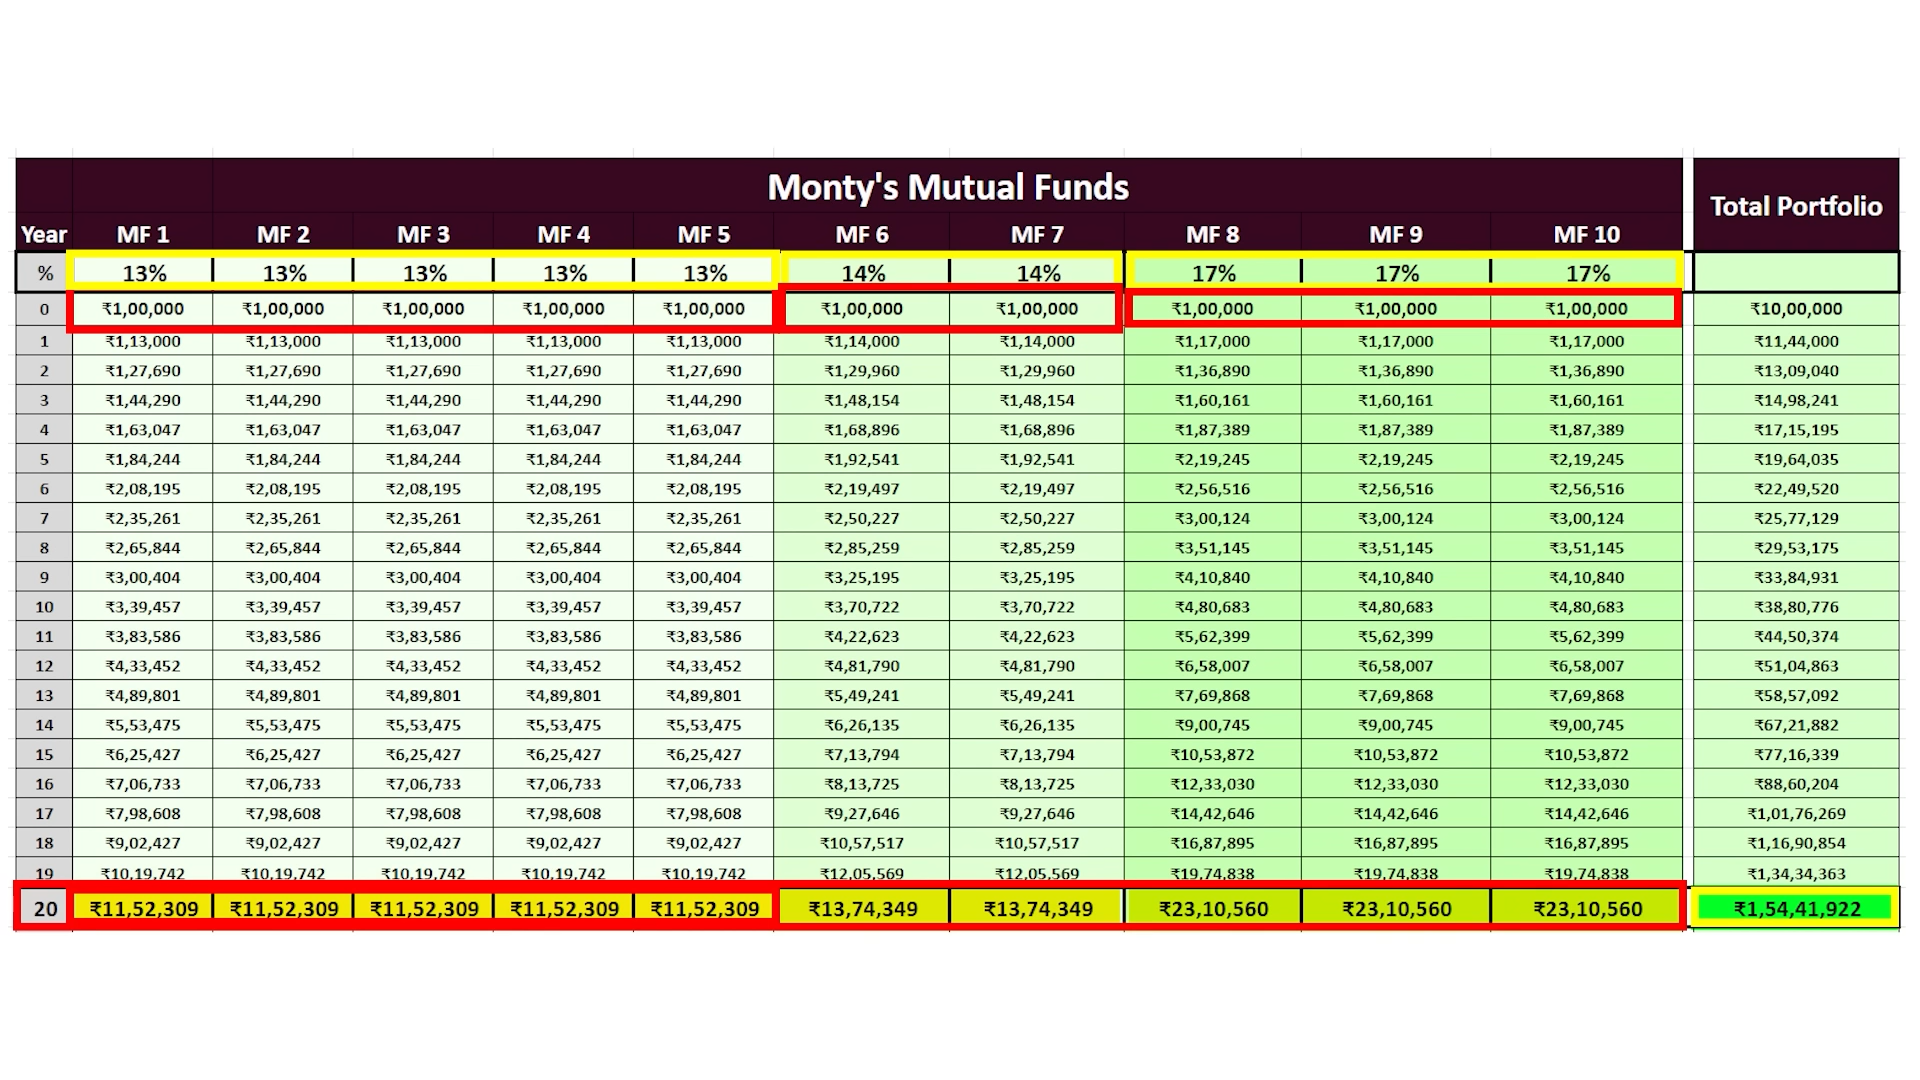 Monty's Mutual Funds
Total Portfolio
Year MF 1 MF 2 MF 3 MF 4 MF 5 MF 6 MF 7 MF 8 MF 9 MF 10
% 13% 13% 13% 13% 13% 14% 14% 17% 17% 17%
0 ₹1,00,000 ₹1,00,000 ₹1,00,000 ₹1,00,000 ₹1,00,000 ₹1,00,000 ₹1,00,000 ₹1,00,000 ₹1,00,000 ₹1,00,000 ₹10,00,000
1 ₹1,13,000 ₹1,13,000 ₹1,13,000 ₹1,13,000 ₹1,13,000 ₹1,14,000 ₹1,14,000 ₹1,17,000 ₹1,17,000 ₹1,17,000 ₹11,44,000
2 ₹1,27,690 ₹1,27,690 ₹1,27,690 ₹1,27,690 ₹1,27,690 ₹1,29,960 ₹1,29,960 ₹1,36,890 ₹1,36,890 ₹1,36,890 ₹13,09,040
3 ₹1,44,290 ₹1,44,290 ₹1,44,290 ₹1,44,290 ₹1,44,290 ₹1,48,154 ₹1,48,154 ₹1,60,161 ₹1,60,161 ₹1,60,161 ₹14,98,241
4 ₹1,63,047 ₹1,63,047 ₹1,63,047 ₹1,63,047 ₹1,63,047 ₹1,68,896 ₹1,68,896 ₹1,87,389 ₹1,87,389 ₹1,87,389 ₹17,15,195
5 ₹1,84,244 ₹1,84,244 ₹1,84,244 ₹1,84,244 ₹1,84,244 ₹1,92,541 ₹1,92,541 ₹2,19,245 ₹2,19,245 ₹2,19,245 ₹19,64,035
6 ₹2,08,195 ₹2,08,195 ₹2,08,195 ₹2,08,195 ₹2,08,195 ₹2,19,497 ₹2,19,497 ₹2,56,516 ₹2,56,516 ₹2,56,516 ₹22,49,520
7 ₹2,35,261 ₹2,35,261 ₹2,35,261 ₹2,35,261 ₹2,35,261 ₹2,50,227 ₹2,50,227 ₹3,00,124 ₹3,00,124 ₹3,00,124 ₹25,77,129
8 ₹2,65,844 ₹2,65,844 ₹2,65,844 ₹2,65,844 ₹2,65,844 ₹2,85,259 ₹2,85,259 ₹3,51,145 ₹3,51,145 ₹3,51,145 ₹29,53,175
9 ₹3,00,404 ₹3,00,404 ₹3,00,404 ₹3,00,404 ₹3,00,404 ₹3,25,195 ₹3,25,195 ₹4,10,840 ₹4,10,840 ₹4,10,840 ₹33,84,931
10 ₹3,39,457 ₹3,39,457 ₹3,39,457 ₹3,39,457 ₹3,39,457 ₹3,70,722 ₹3,70,722 ₹4,80,683 ₹4,80,683 ₹4,80,683 ₹38,80,776
11 ₹3,83,586 ₹3,83,586 ₹3,83,586 ₹3,83,586 ₹3,83,586 ₹4,22,623 ₹4,22,623 ₹5,62,399 ₹5,62,399 ₹5,62,399 ₹44,50,374
12 ₹4,33,452 ₹4,33,452 ₹4,33,452 ₹4,33,452 ₹4,33,452 ₹4,81,790 ₹4,81,790 ₹6,58,007 ₹6,58,007 ₹6,58,007 ₹51,04,863
13 ₹4,89,801 ₹4,89,801 ₹4,89,801 ₹4,89,801 ₹4,89,801 ₹5,49,241 ₹5,49,241 ₹7,69,868 ₹7,69,868 ₹7,69,868 ₹58,57,092
14 ₹5,53,475 ₹5,53,475 ₹5,53,475 ₹5,53,475 ₹5,53,475 ₹6,26,135 ₹6,26,135 ₹9,00,745 ₹9,00,745 ₹9,00,745 ₹67,21,882
15 ₹6,25,427 ₹6,25,427 ₹6,25,427 ₹6,25,427 ₹6,25,427 ₹7,13,794 ₹7,13,794 ₹10,53,872 ₹10,53,872 ₹10,53,872 ₹77,16,339
16 ₹7,06,733 ₹7,06,733 ₹7,06,733 ₹7,06,733 ₹7,06,733 ₹8,13,725 ₹8,13,725 ₹12,33,030 ₹12,33,030 ₹12,33,030 ₹88,60,204
17 ₹7,98,608 ₹7,98,608 ₹7,98,608 ₹7,98,608 ₹7,98,608 ₹9,27,646 ₹9,27,646 ₹14,42,646 ₹14,42,646 ₹14,42,646 ₹1,01,76,269
18 ₹9,02,427 ₹9,02,427 ₹9,02,427 ₹9,02,427 ₹9,02,427 ₹10,57,517 ₹10,57,517 ₹16,87,895 ₹16,87,895 ₹16,87,895 ₹1,16,90,854
19 ₹10,19,742 ₹10,19,742 ₹10,19,742 ₹10,19,742 ₹10,19,742 ₹12,05,569 ₹12,05,569 ₹19,74,838 ₹19,74,838 ₹19,74,838 ₹1,34,34,363
20 ₹11,52,309 ₹11,52,309 ₹11,52,309 ₹11,52,309 ₹11,52,309 ₹13,74,349 ₹13,74,349 ₹23,10,560 ₹23,10,560 ₹23,10,560 ₹1,54,41,922